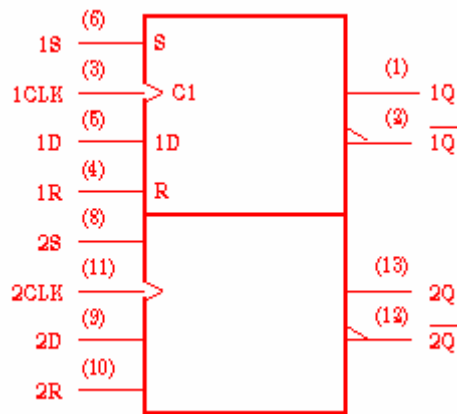 (6)
1S S
(3) (1)
1CLK C1 1Q
(5) (2)
1D 1D 1Q̅
(4)
1R R
(8)
2S
(11) (13)
2CLK 2Q
(9) (12)
2D 2Q̅
(10)
2R